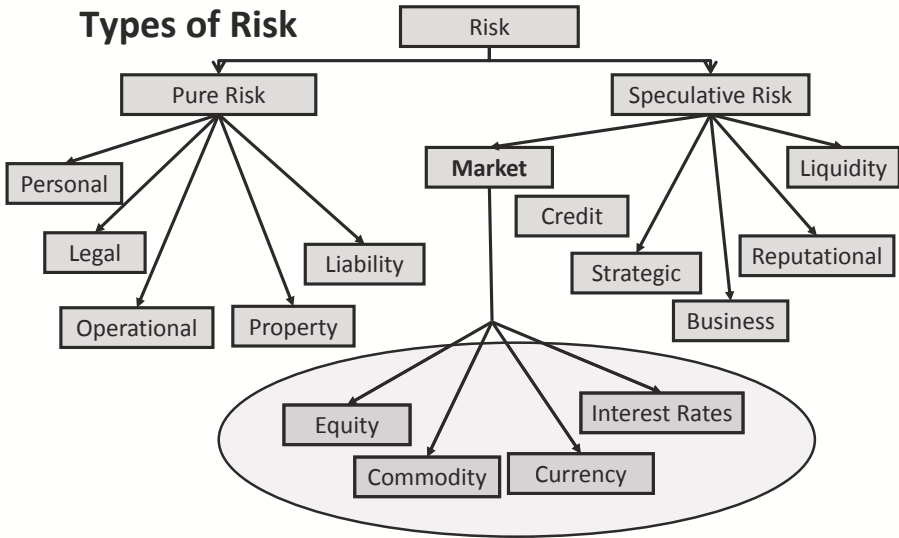 Types of Risk
Risk
Pure Risk
Speculative Risk
Personal
Legal
Operational
Property
Liability
Market
Credit
Strategic
Business
Reputational
Liquidity
Equity
Commodity
Currency
Interest Rates